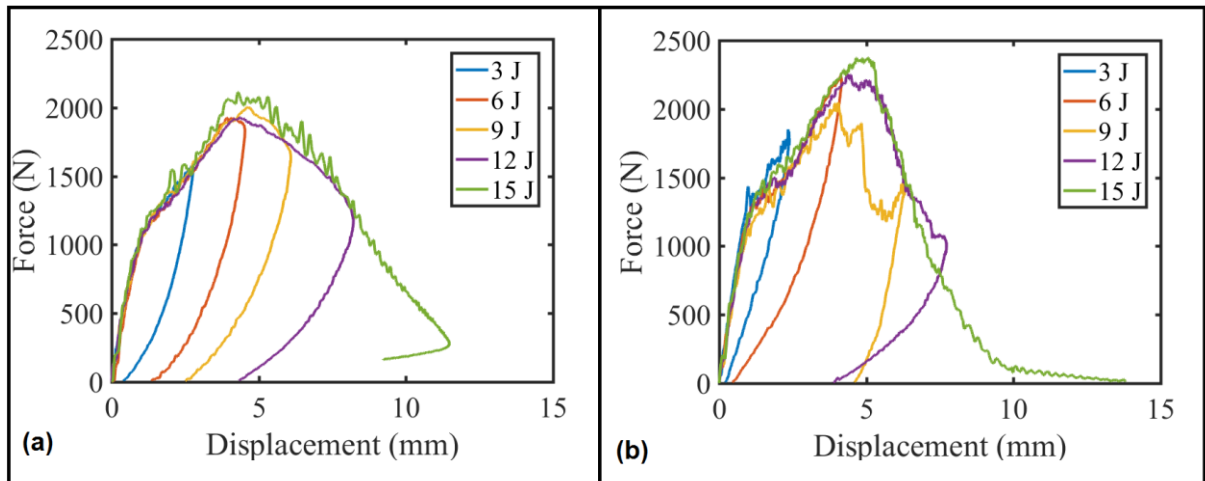 2500
2000
1500
1000
500
0
0 5 10 15
Force (N)
Displacement (mm)
3 J
6 J
9 J
12 J
15 J
(a)
2500
2000
1500
1000
500
0
0 5 10 15
Force (N)
Displacement (mm)
3 J
6 J
9 J
12 J
15 J
(b)